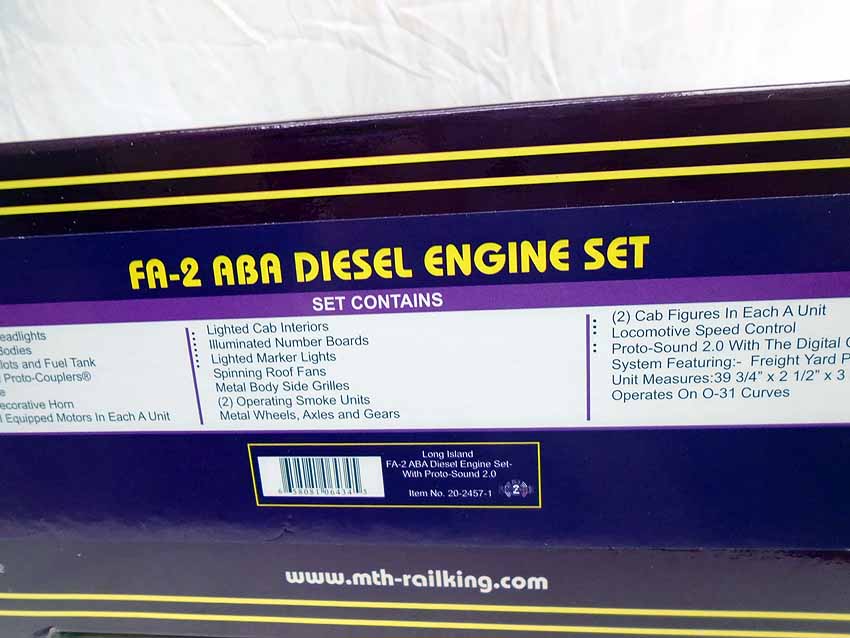 FA-2 ABA DIESEL ENGINE SET
SET CONTAINS
eadlights
Bodies
lots and Fuel Tank
Proto-Couplers®
e
ecorative Horn
l Equipped Motors In Each A Unit
Lighted Cab Interiors
Illuminated Number Boards
Lighted Marker Lights
Spinning Roof Fans
Metal Body Side Grilles
(2) Operating Smoke Units
Metal Wheels, Axles and Gears
(2) Cab Figures In Each A Unit
Locomotive Speed Control
Proto-Sound 2.0 With The Digital C
System Featuring:- Freight Yard P
Unit Measures:39 3/4" x 2 1/2" x 3
Operates On O-31 Curves
Long Island
FA-2 ABA Diesel Engine Set-
With Proto-Sound 2.0
Item No. 20-2457-1
2
www.mth-railking.com